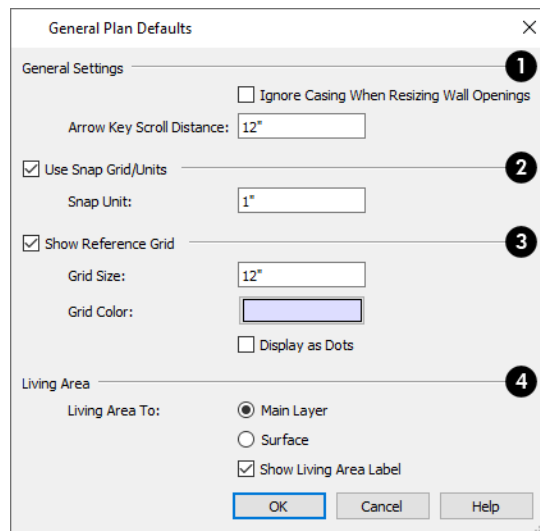 General Plan Defaults
General Settings 1
Ignore Casing When Resizing Wall Openings
Arrow Key Scroll Distance: 12"
Use Snap Grid/Units 2
Snap Unit: 1"
Show Reference Grid 3
Grid Size: 12"
Grid Color:
Display as Dots
Living Area 4
Living Area To: Main Layer
Surface
Show Living Area Label
OK Cancel Help